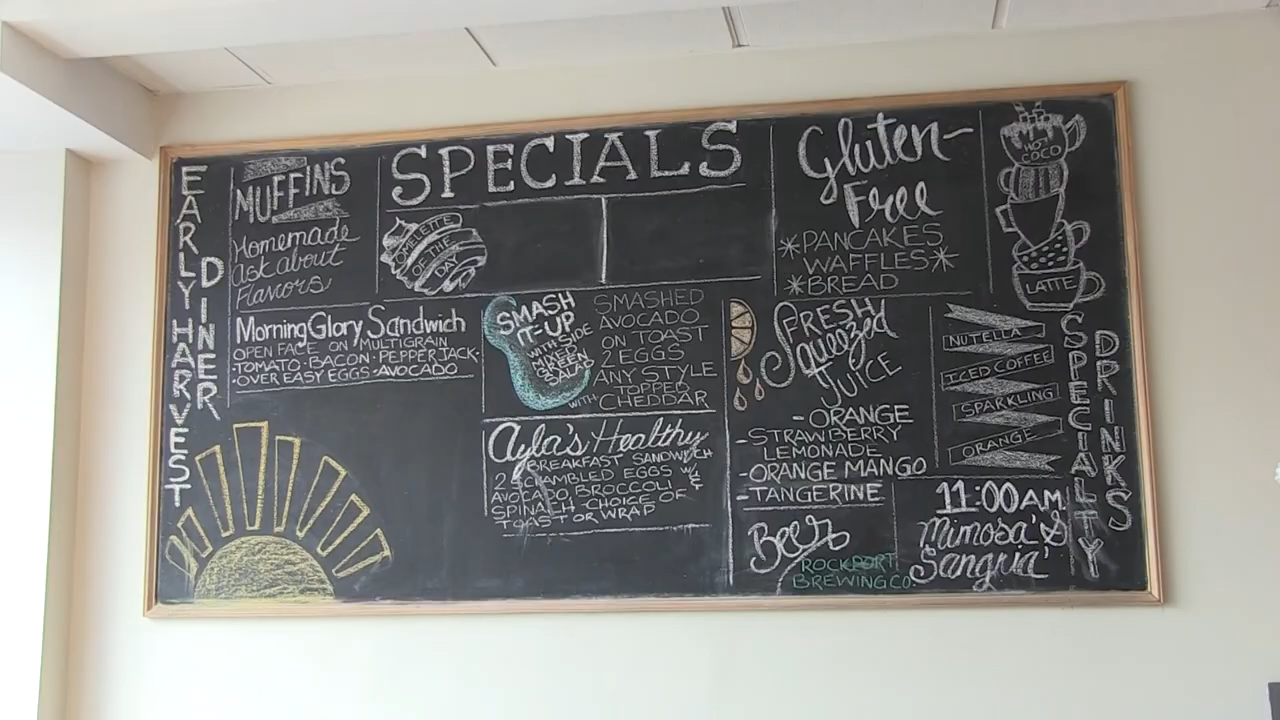 EARLY HARVEST
DINER
MUFFINS
Homemade
Ask about
Flavors
SPECIALS
OMELETTE
OF THE
DAY
Gluten-
Free
*PANCAKES
WAFFLES*
*BREAD
HOT
COCO
LATTE
Morning Glory Sandwich
OPEN FACE ON MULTIGRAIN
·TOMATO·BACON·PEPPERJACK·
·OVER EASY EGGS·AVOCADO
SMASH
IT-UP
WITH SIDE
MIXED
GREEN
SALAD
SMASHED
AVOCADO
ON TOAST
2 EGGS
ANY STYLE
TOPPED
WITH CHEDDAR
Ayla's Healthy
BREAKFAST SANDWICH
2 SCRAMBLED EGGS W/
AVOCADO, BROCCOLI &
SPINACH - CHOICE OF
TOAST OR WRAP
FRESH
Squeezed
JUICE
-ORANGE
-STRAWBERRY
LEMONADE
-ORANGE MANGO
-TANGERINE
Beer
ROCKPORT
BREWING CO
NUTELLA
ICED COFFEE
SPARKLING
ORANGE
11:00AM
Mimosa's
Sangria'
SPECIALTY
DRINKS